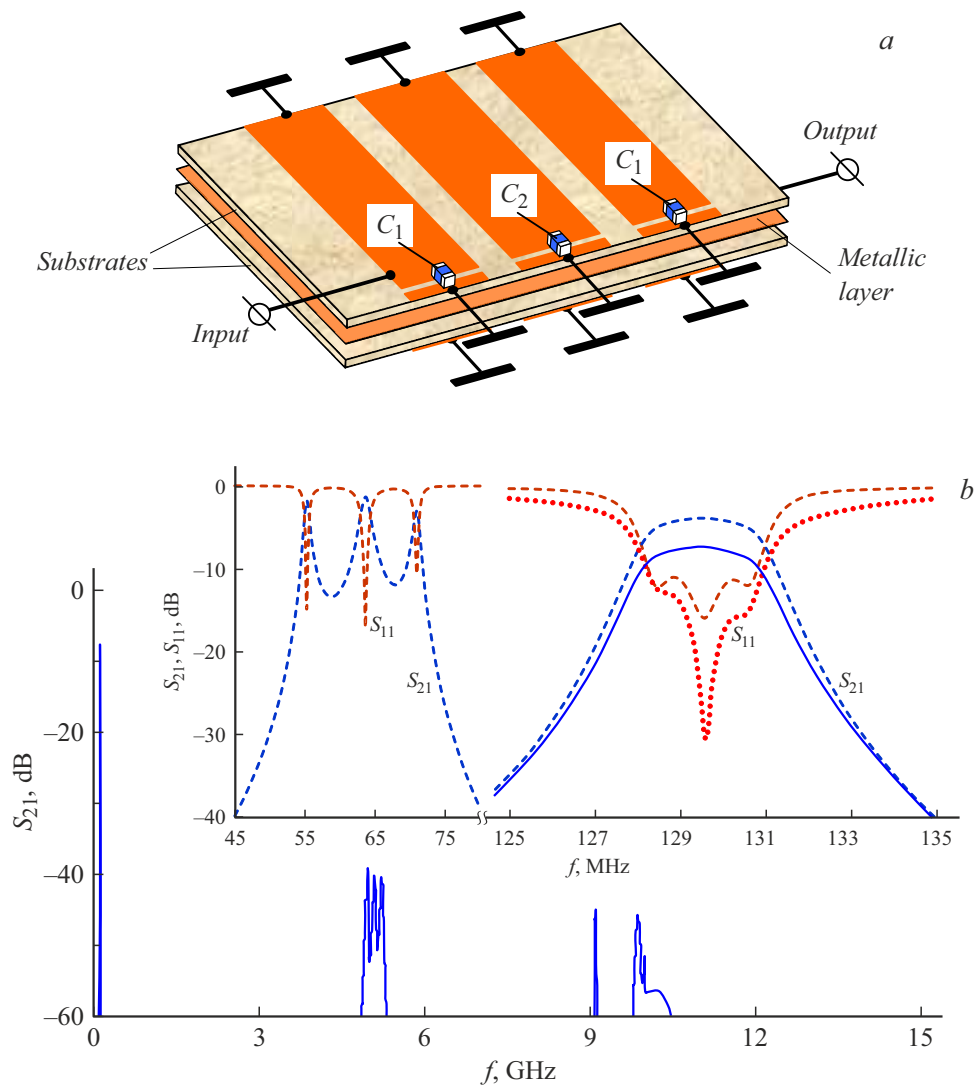 a
Output
C1
C2
C1
Substrates
Metallic
layer
Input
b
0
–10
–20
–30
–40
S21, S11, dB
S11
S21
S11
S21
45
55
65
75
125
127
129
131
133
135
f, MHz
0
–20
–40
–60
S21, dB
0
3
6
9
12
15
f, GHz